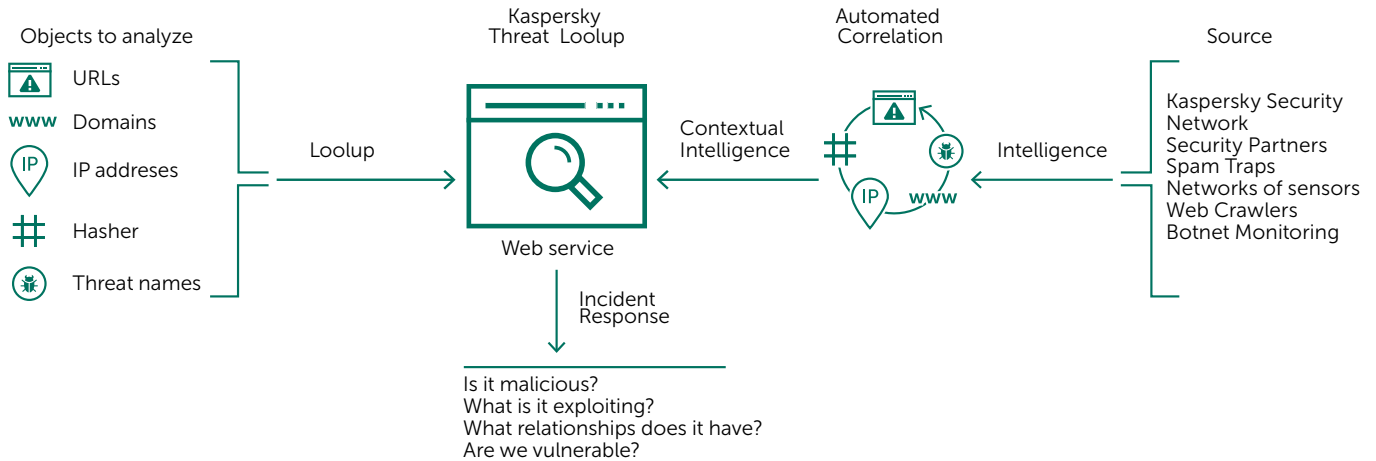 Objects to analyze
URLs
www
Domains
IP
IP addreses
Hasher
Threat names
Loolup
Kaspersky
Threat Loolup
Web service
Incident
Response
Is it malicious?
What is it exploiting?
What relationships does it have?
Are we vulnerable?
Contextual
Intelligence
Automated
Correlation
IP
www
Intelligence
Source
Kaspersky Security
Network
Security Partners
Spam Traps
Networks of sensors
Web Crawlers
Botnet Monitoring